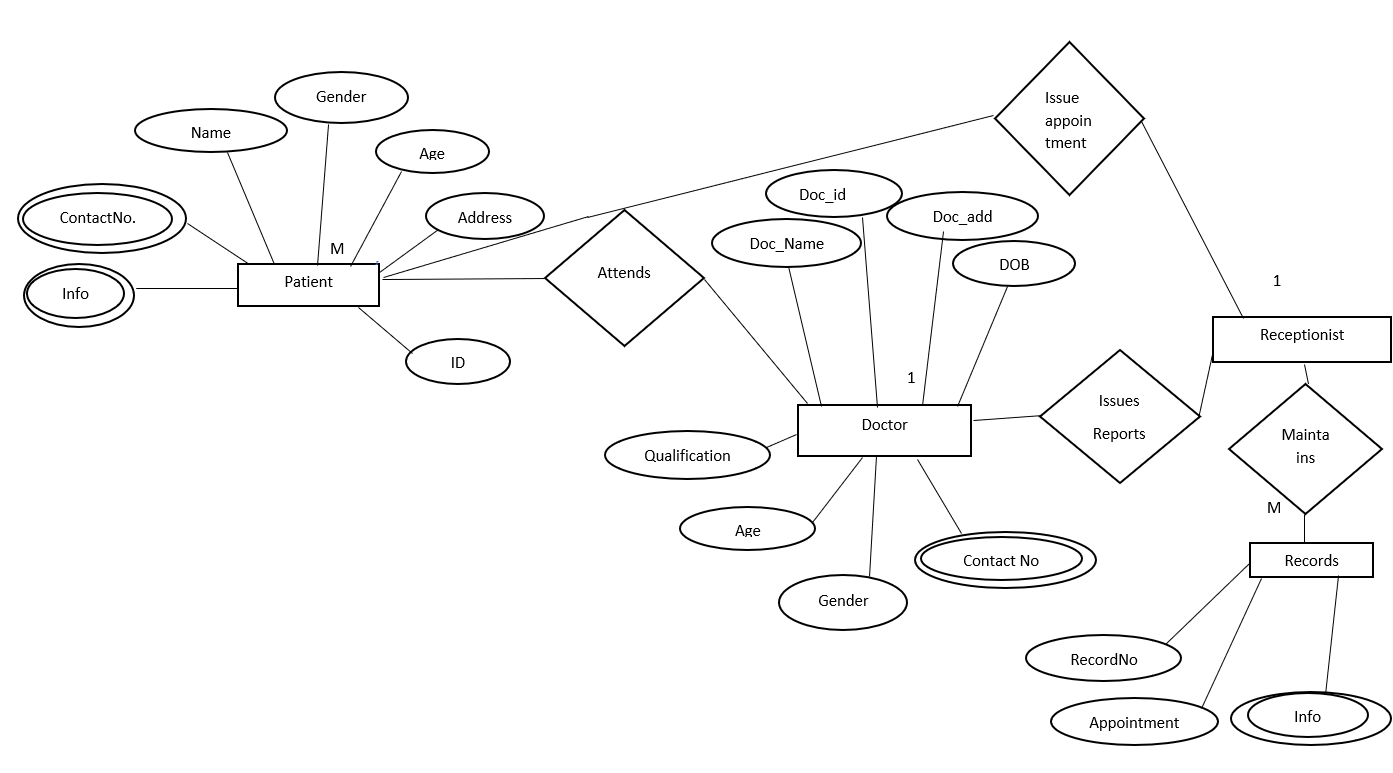 Gender
Name
Age
ContactNo.
Address
M
Info
Patient
ID
Attends
Issue
appoin
tment
Doc_id
Doc_Name
Doc_add
DOB
1
Receptionist
1
Doctor
Issues
Reports
Mainta
ins
M
Qualification
Age
Gender
Contact No
Records
RecordNo
Appointment
Info